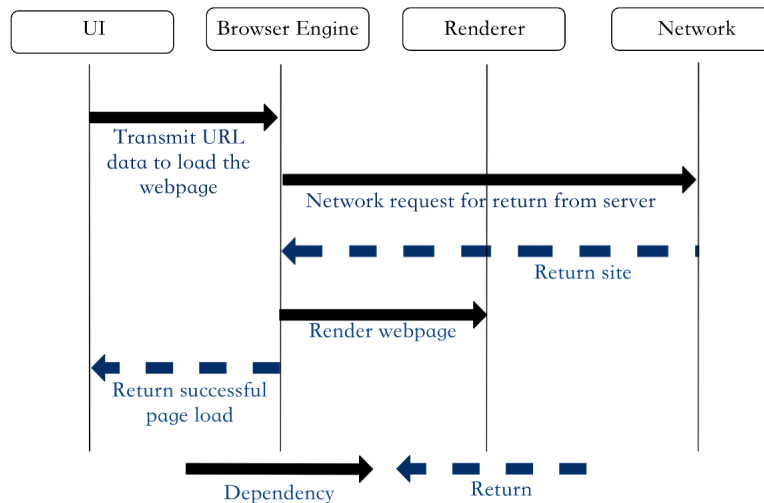 UI
Browser Engine
Renderer
Network
Transmit URL
data to load the
webpage
Network request for return from server
Return site
Render webpage
Return successful
page load
Dependency
Return